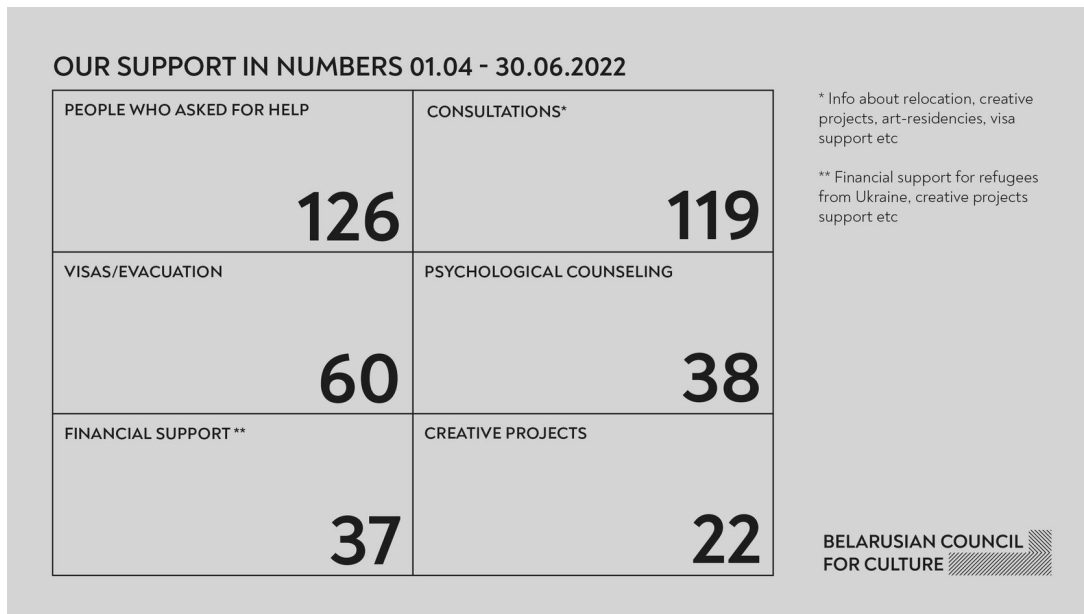 OUR SUPPORT IN NUMBERS 01.04 - 30.06.2022
PEOPLE WHO ASKED FOR HELP
126
CONSULTATIONS*
119
VISAS/EVACUATION
60
PSYCHOLOGICAL COUNSELING
38
FINANCIAL SUPPORT **
37
CREATIVE PROJECTS
22
* Info about relocation, creative
projects, art-residencies, visa
support etc
** Financial support for refugees
from Ukraine, creative projects
support etc
BELARUSIAN COUNCIL
FOR CULTURE